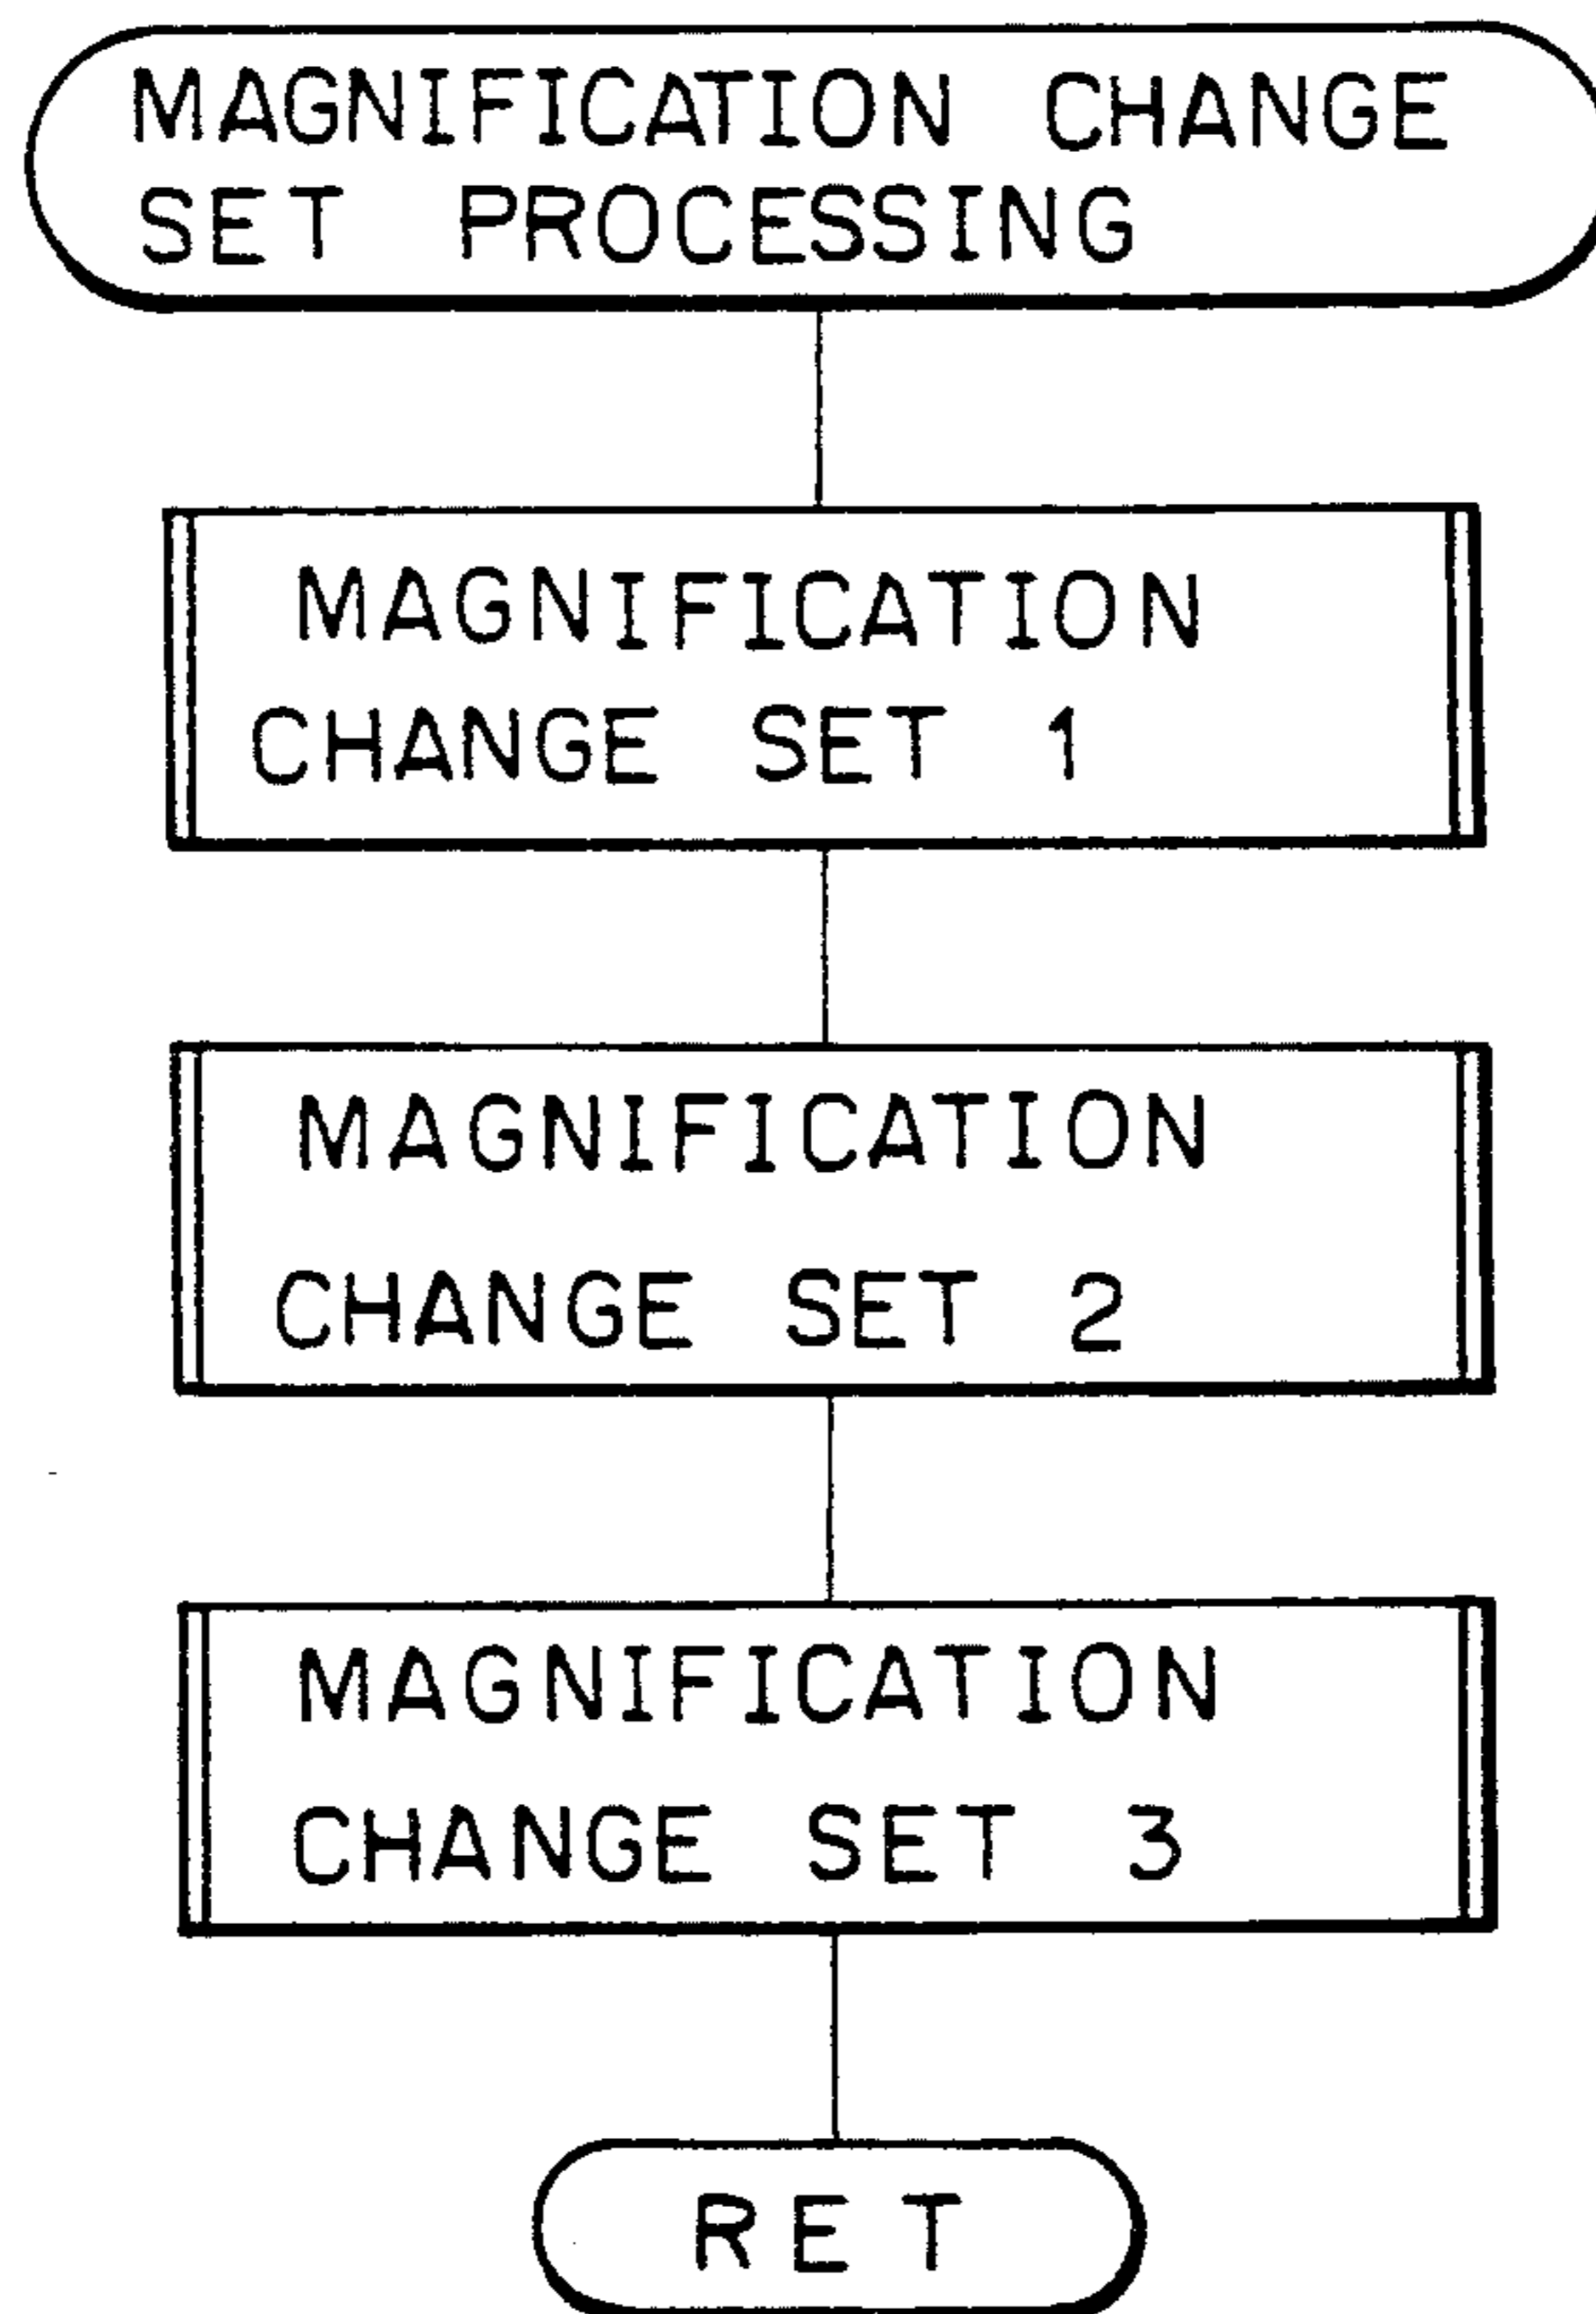 MAGNIFICATION CHANGE
SET PROCESSING
MAGNIFICATION
CHANGE SET 1
MAGNIFICATION
CHANGE SET 2
MAGNIFICATION
CHANGE SET 3
RET